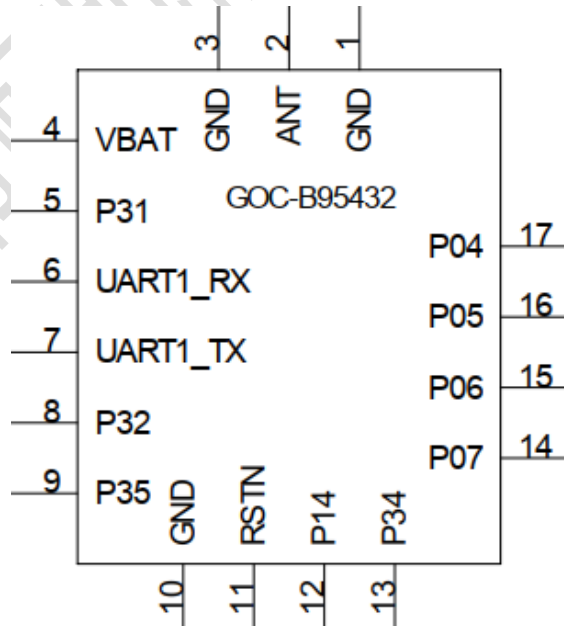 3 2 1
GND ANT GND
GOC-B95432
4 VBAT
5 P31
6 UART1_RX
7 UART1_TX
8 P32
9 P35
P04 17
P05 16
P06 15
P07 14
GND RSTN P14 P34
10 11 12 13